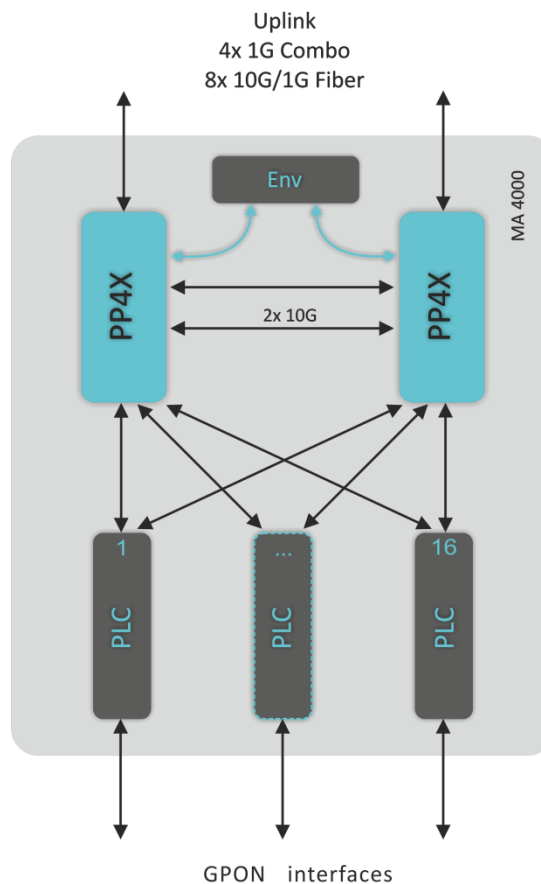 Uplink
4x 1G Combo
8x 10G/1G Fiber
MA 4000
Env
PP4X
PP4X
2x 10G
1
...
16
PLC
PLC
PLC
GPON interfaces